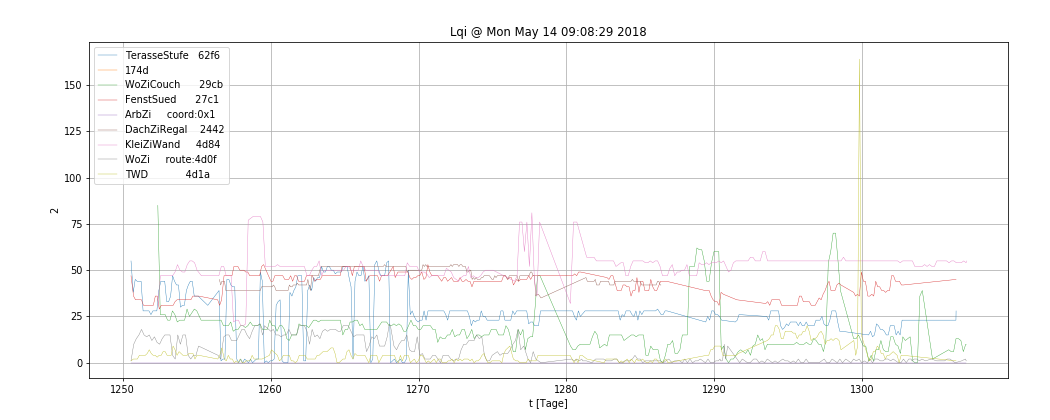 Lqi @ Mon May 14 09:08:29 2018
TerasseStufe 62f6
174d
WoZiCouch 29cb
FenstSued 27c1
ArbZi coord:0x1
DachZiRegal 2442
KleiZiWand 4d84
WoZi route:4d0f
TWD 4d1a
150
125
100
75
50
25
0
2
1250 1260 1270 1280 1290 1300
t [Tage]